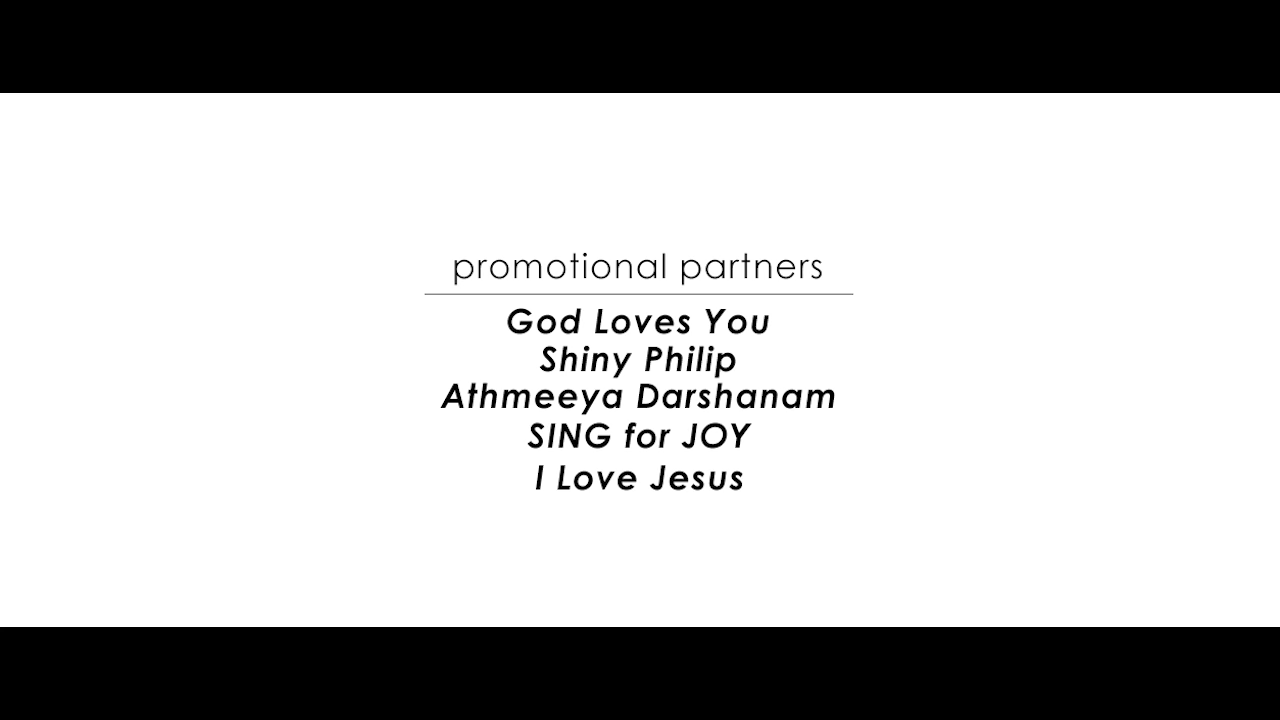 promotional partners
God Loves You
Shiny Philip
Athmeeya Darshanam
SING for JOY
I Love Jesus